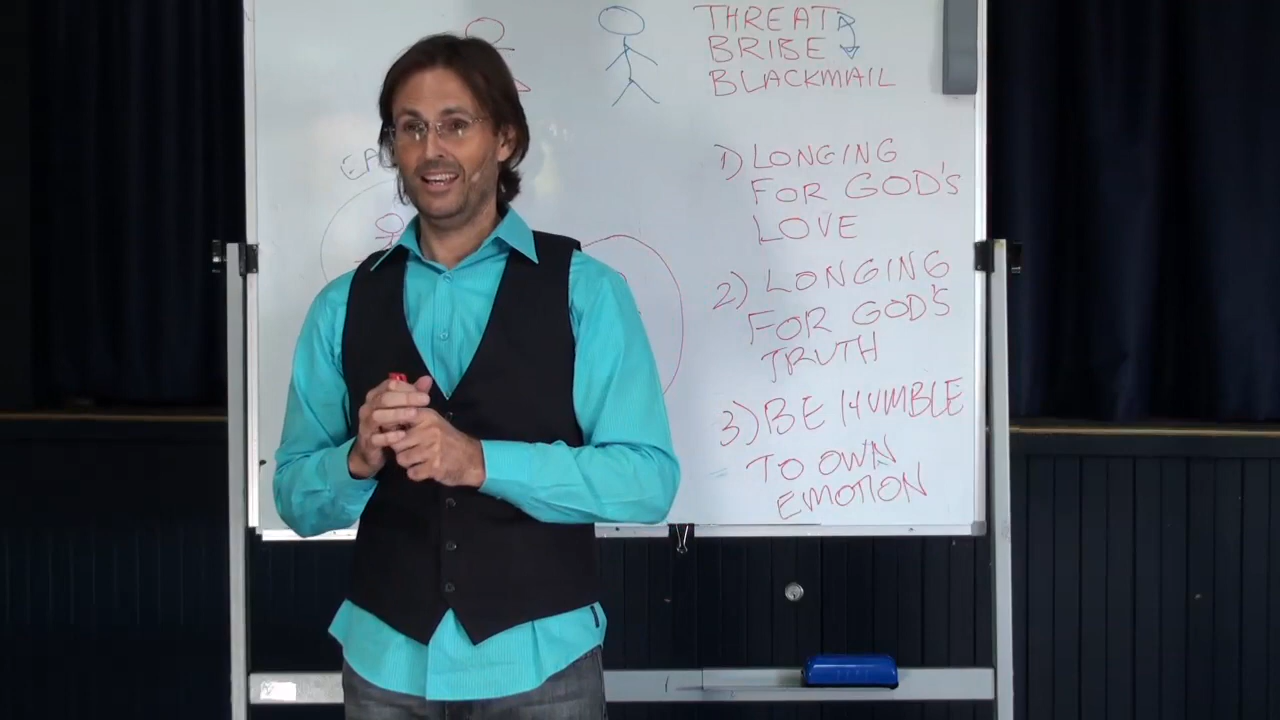 THREAT
BRIBE
BLACKMAIL
1) LONGING
FOR GOD'S
LOVE
2) LONGING
FOR GOD'S
TRUTH
3) BE HUMBLE
TO OWN
EMOTION